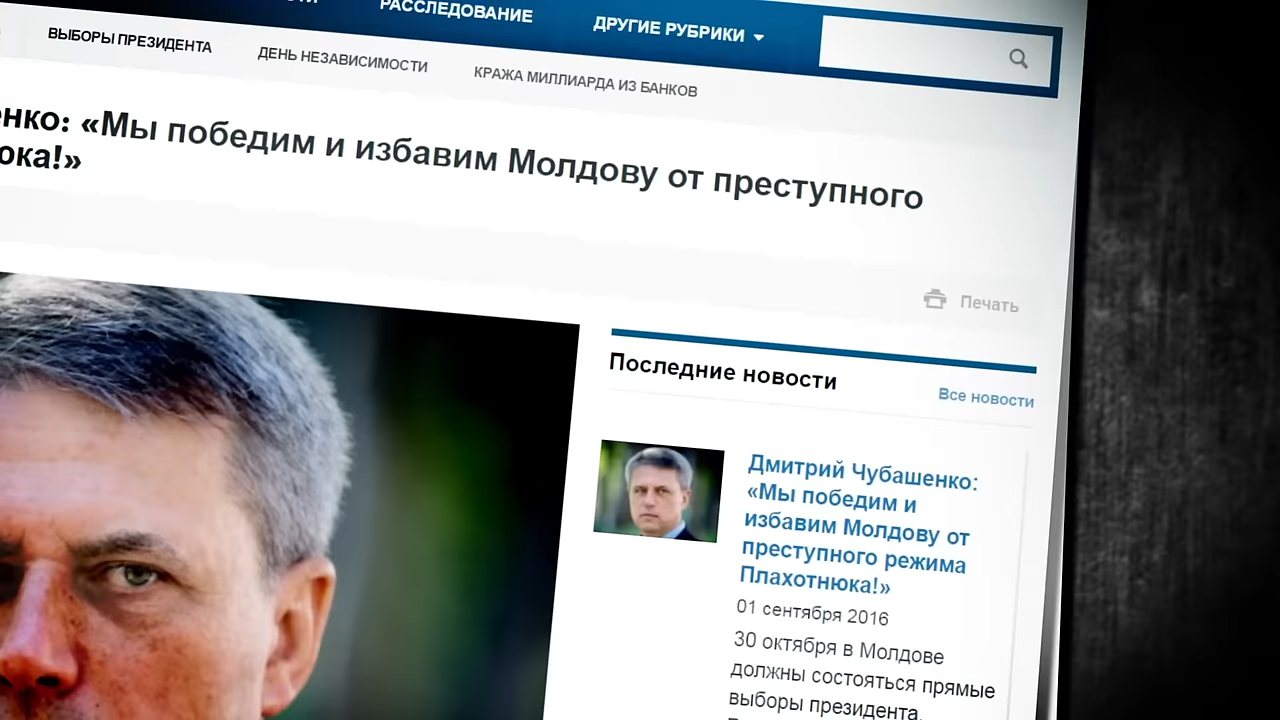 РАССЛЕДОВАНИЕ
ДРУГИЕ РУБРИКИ
ВЫБОРЫ ПРЕЗИДЕНТА
ДЕНЬ НЕЗАВИСИМОСТИ
КРАЖА МИЛЛИАРДА ИЗ БАНКОВ
енко: «Мы победим и избавим Молдову от преступного
юка!»
Печать
Последние новости
Все новости
Дмитрий Чубашенко:
«Мы победим и
избавим Молдову от
преступного режима
Плахотнюка!»
01 сентября 2016
30 октября в Молдове
должны состояться прямые
выборы президента.